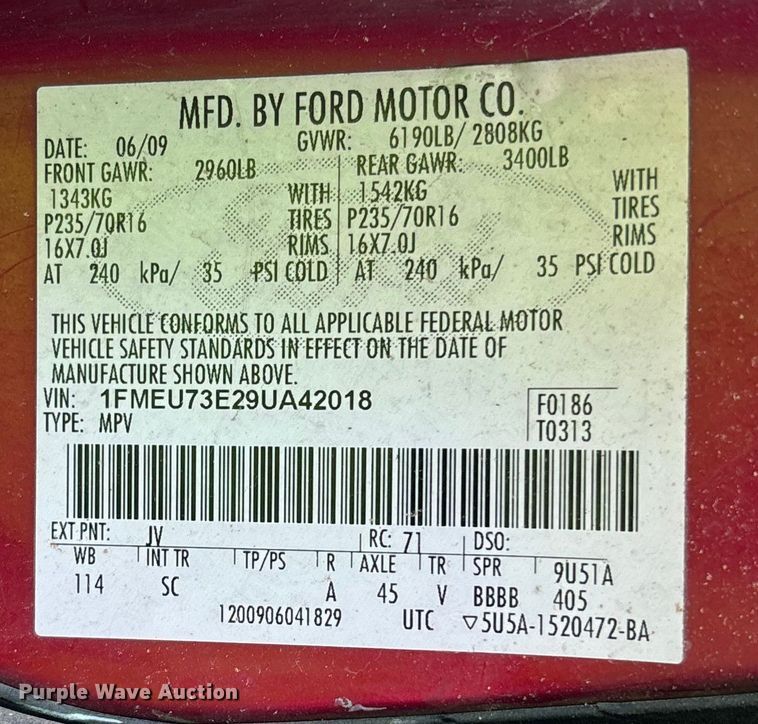 MFD. BY FORD MOTOR CO.
DATE: 06/09 GVWR: 6190LB/ 2808KG
FRONT GAWR: 2960LB REAR GAWR: 3400LB
1343KG WITH 1542KG WITH
P235/70R16 TIRES P235/70R16 TIRES
16X7.0J RIMS 16X7.0J RIMS
AT 240 kPa/ 35 PSI COLD AT 240 kPa/ 35 PSI COLD
THIS VEHICLE CONFORMS TO ALL APPLICABLE FEDERAL MOTOR
VEHICLE SAFETY STANDARDS IN EFFECT ON THE DATE OF
MANUFACTURE SHOWN ABOVE.
VIN: 1FMEU73E29UA42018 F0186
TYPE: MPV T0313
EXT PNT: JV RC: 71 DSO:
WB INT TR TP/PS R AXLE TR SPR 9U51A
114 SC A 45 V BBBB 405
1200906041829 UTC ▽5U5A-1520472-BA
Purple Wave Auction